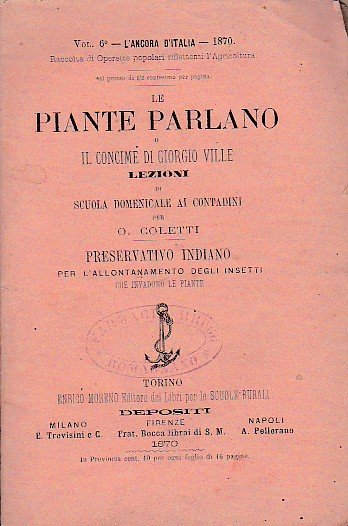 Vol. 6º — L'ANCORA D'ITALIA — 1870.
Raccolta di Operette popolari riflettenti l'Agricoltura
al prezzo di 1/2 centesimo per pagina.
LE
PIANTE PARLANO
O
IL CONCIME DI GIORGIO VILLE
LEZIONI
DI
SCUOLA DOMENICALE AI CONTADINI
PER
O. COLETTI
PRESERVATIVO INDIANO
PER L'ALLONTANAMENTO DEGLI INSETTI
CHE INVADONO LE PIANTE
FARMACIA
TORINO
ENRICO MORENO Editore dei Libri per le SCUOLE RURALI
DEPOSITI
MILANO FIRENZE NAPOLI
E. Trevisini e C. Frat. Bocca librai di S. M. A. Pellerano
1870
In Provincia cent. 10 per ogni foglio di 16 pagine.